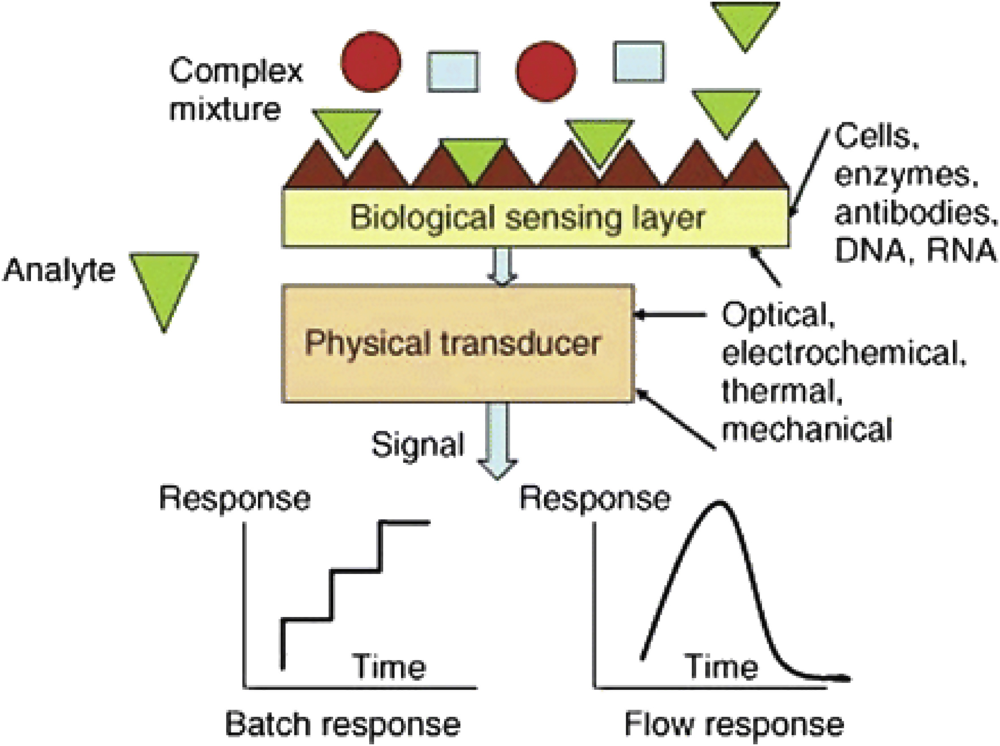 Complex
mixture
Cells,
enzymes,
antibodies,
DNA, RNA
Biological sensing layer
Analyte
Physical transducer
Optical,
electrochemical,
thermal,
mechanical
Signal
Response
Time
Batch response
Response
Time
Flow response